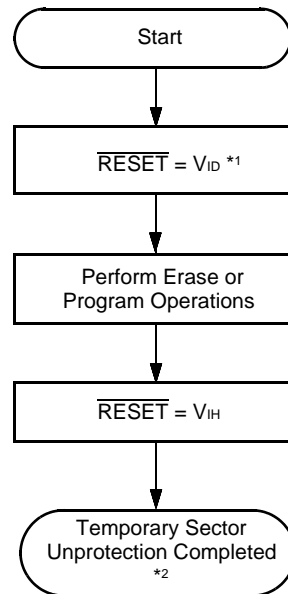 Start
RESET = VID *1
Perform Erase or
Program Operations
RESET = VIH
Temporary Sector
Unprotection Completed
*2